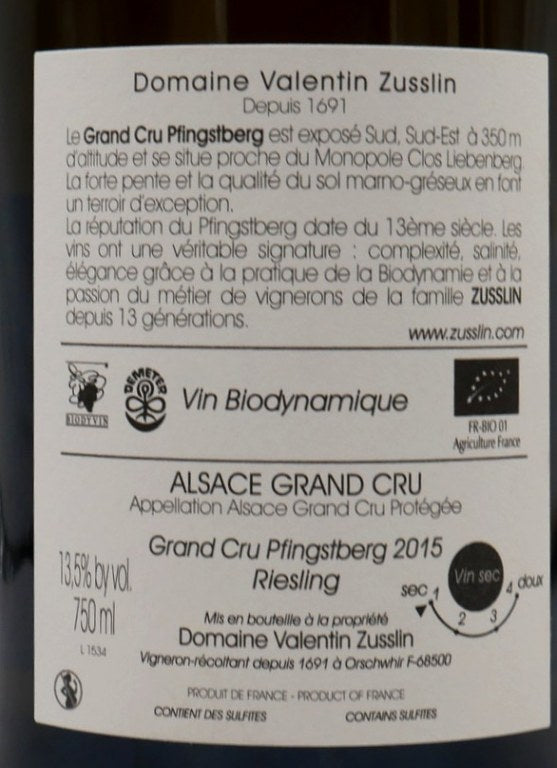 Domaine Valentin Zusslin
Depuis 1691
Le Grand Cru Pfingstberg est exposé Sud, Sud-Est à 350 m
d'altitude et se situe proche du Monopole Clos Liebenberg.
La forte pente et la qualité du sol marno-gréseux en font
un terroir d'exception.
La réputation du Pfingstberg date du 13ème siècle. Les
vins ont une véritable signature : complexité, salinité,
élégance grâce à la pratique de la Biodynamie et à la
passion du métier de vignerons de la famille ZUSSLIN
depuis 13 générations.
www.zusslin.com
BIODYVIN
DEMETER
Vin Biodynamique
FR-BIO 01
Agriculture France
ALSACE GRAND CRU
Appellation Alsace Grand Cru Protégée
Grand Cru Pfingstberg 2015
Riesling
13,5% by vol.
750 ml
L 1534
sec 1 2 3 4 doux
Vin sec
Mis en bouteille à la propriété
Domaine Valentin Zusslin
Vigneron-récoltant depuis 1691 à Orschwhir F-68500
PRODUIT DE FRANCE - PRODUCT OF FRANCE
CONTIENT DES SULFITES
CONTAINS SULFITES